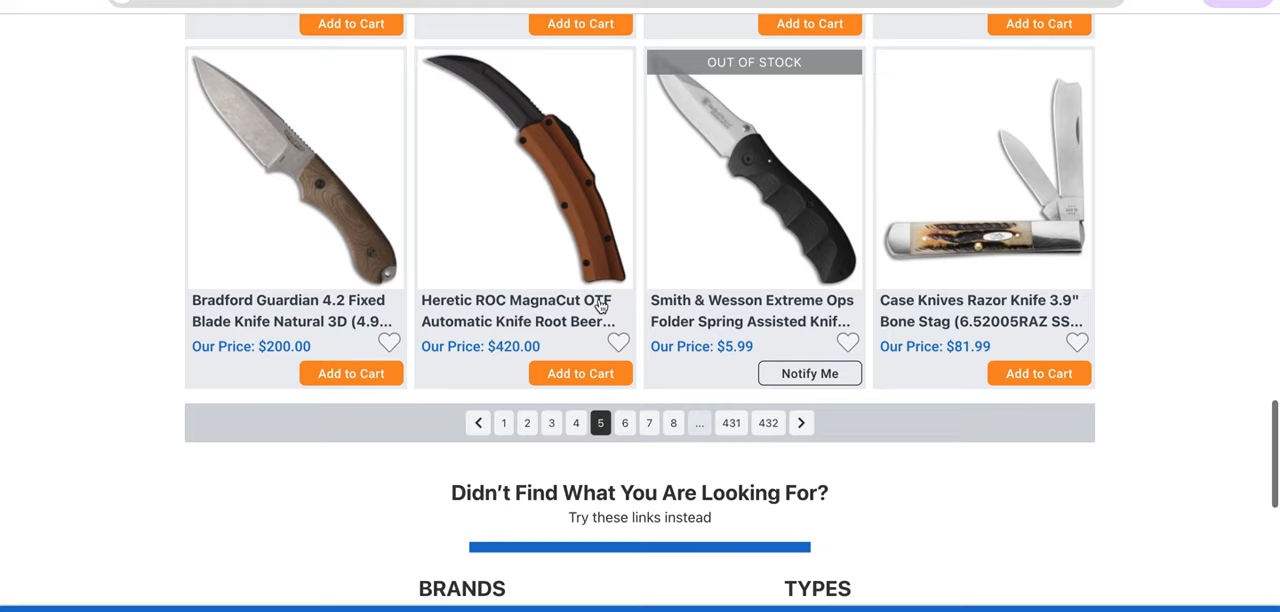 Add to Cart Add to Cart Add to Cart Add to Cart
OUT OF STOCK
Bradford Guardian 4.2 Fixed
Blade Knife Natural 3D (4.9...
Our Price: $200.00
Add to Cart
Heretic ROC MagnaCut OTF
Automatic Knife Root Beer...
Our Price: $420.00
Add to Cart
Smith & Wesson Extreme Ops
Folder Spring Assisted Knif...
Our Price: $5.99
Notify Me
Case Knives Razor Knife 3.9"
Bone Stag (6.52005RAZ SS...
Our Price: $81.99
Add to Cart
1 2 3 4 5 6 7 8 ... 431 432
Didn’t Find What You Are Looking For?
Try these links instead
BRANDS TYPES